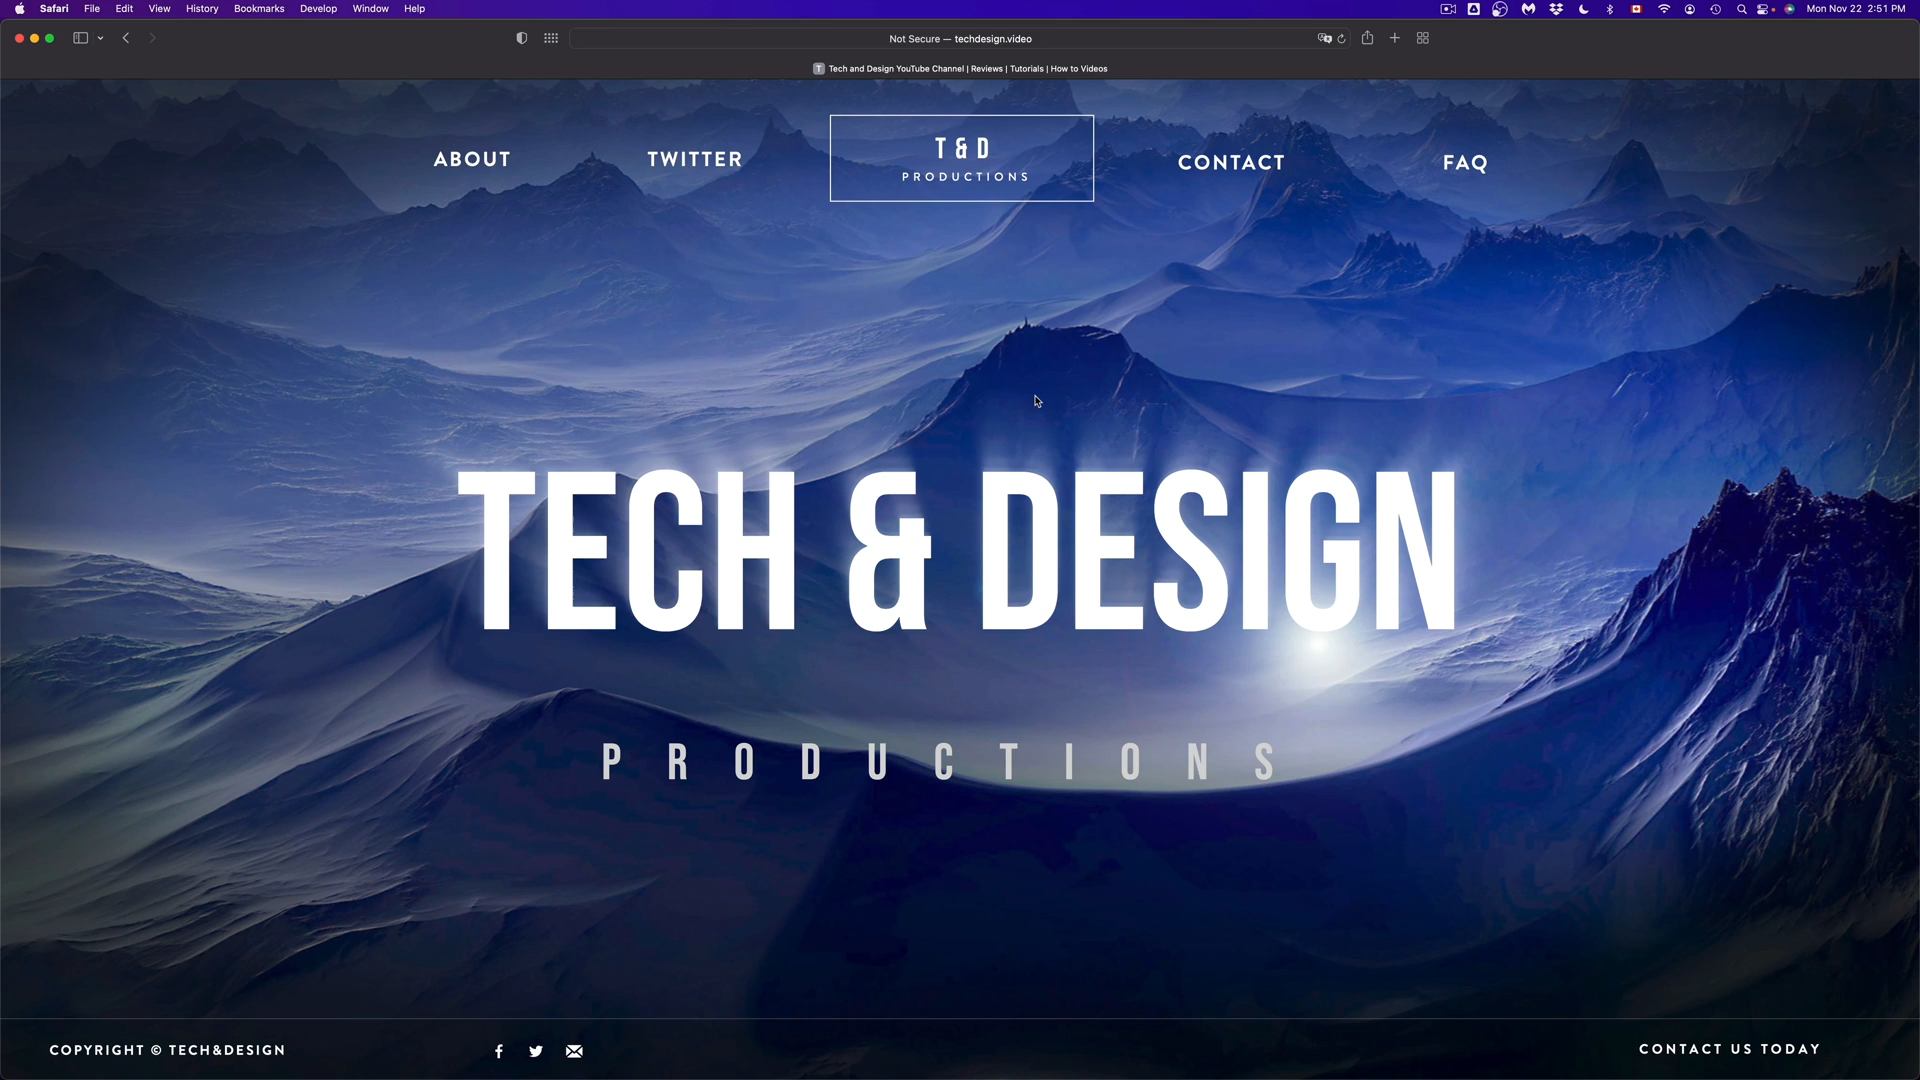 Safari File Edit View History Bookmarks Develop Window Help Mon Nov 22 2:51 PM
Not Secure — techdesign.video
T Tech and Design YouTube Channel | Reviews | Tutorials | How to Videos
ABOUT TWITTER T & D CONTACT FAQ
PRODUCTIONS
TECH & DESIGN
PRODUCTIONS
COPYRIGHT © TECH&DESIGN CONTACT US TODAY